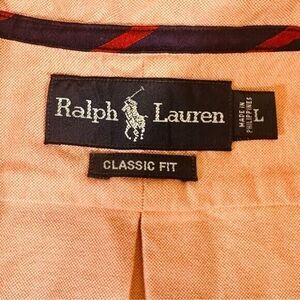 Ralph Lauren
L
MADE IN
PHILIPPINES
CLASSIC FIT